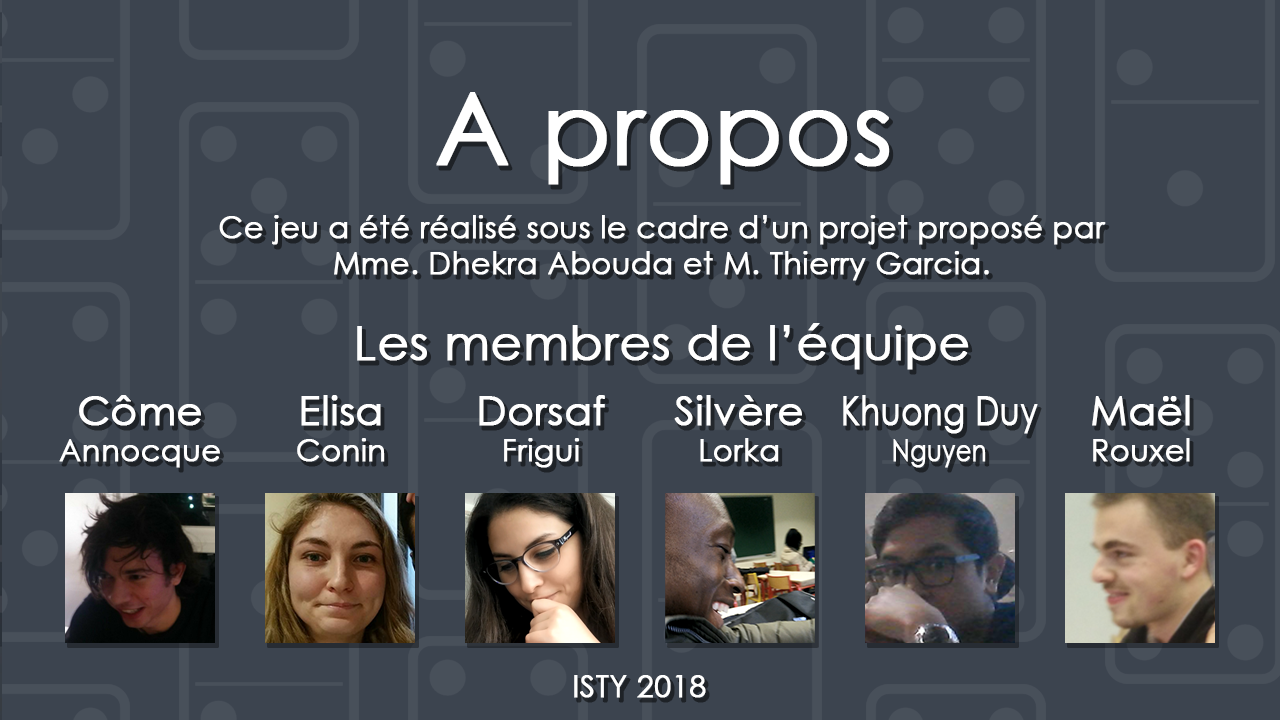 A propos
Ce jeu a été réalisé sous le cadre d’un projet proposé par
Mme. Dhekra Abouda et M. Thierry Garcia.
Les membres de l’équipe
Côme Elisa Dorsaf Silvère Khuong Duy Maël
Annocque Conin Frigui Lorka Nguyen Rouxel
ISTY 2018